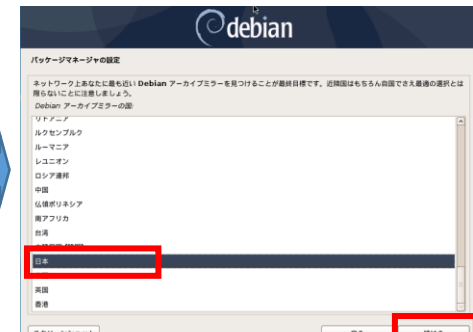 debian
パッケージマネージャの設定
ネットワーク上あなたに最も近い Debian アーカイブミラーを見つけることが最終目標です。近隣国はもちろん自国でさえ最適の選択とは
限らないことに注意しましょう。
Debian アーカイブミラーの国:
リトアニア
ルクセンブルク
ルーマニア
レユニオン
ロシア連邦
中国
仏領ポリネシア
南アフリカ
台湾
日本
英国
香港